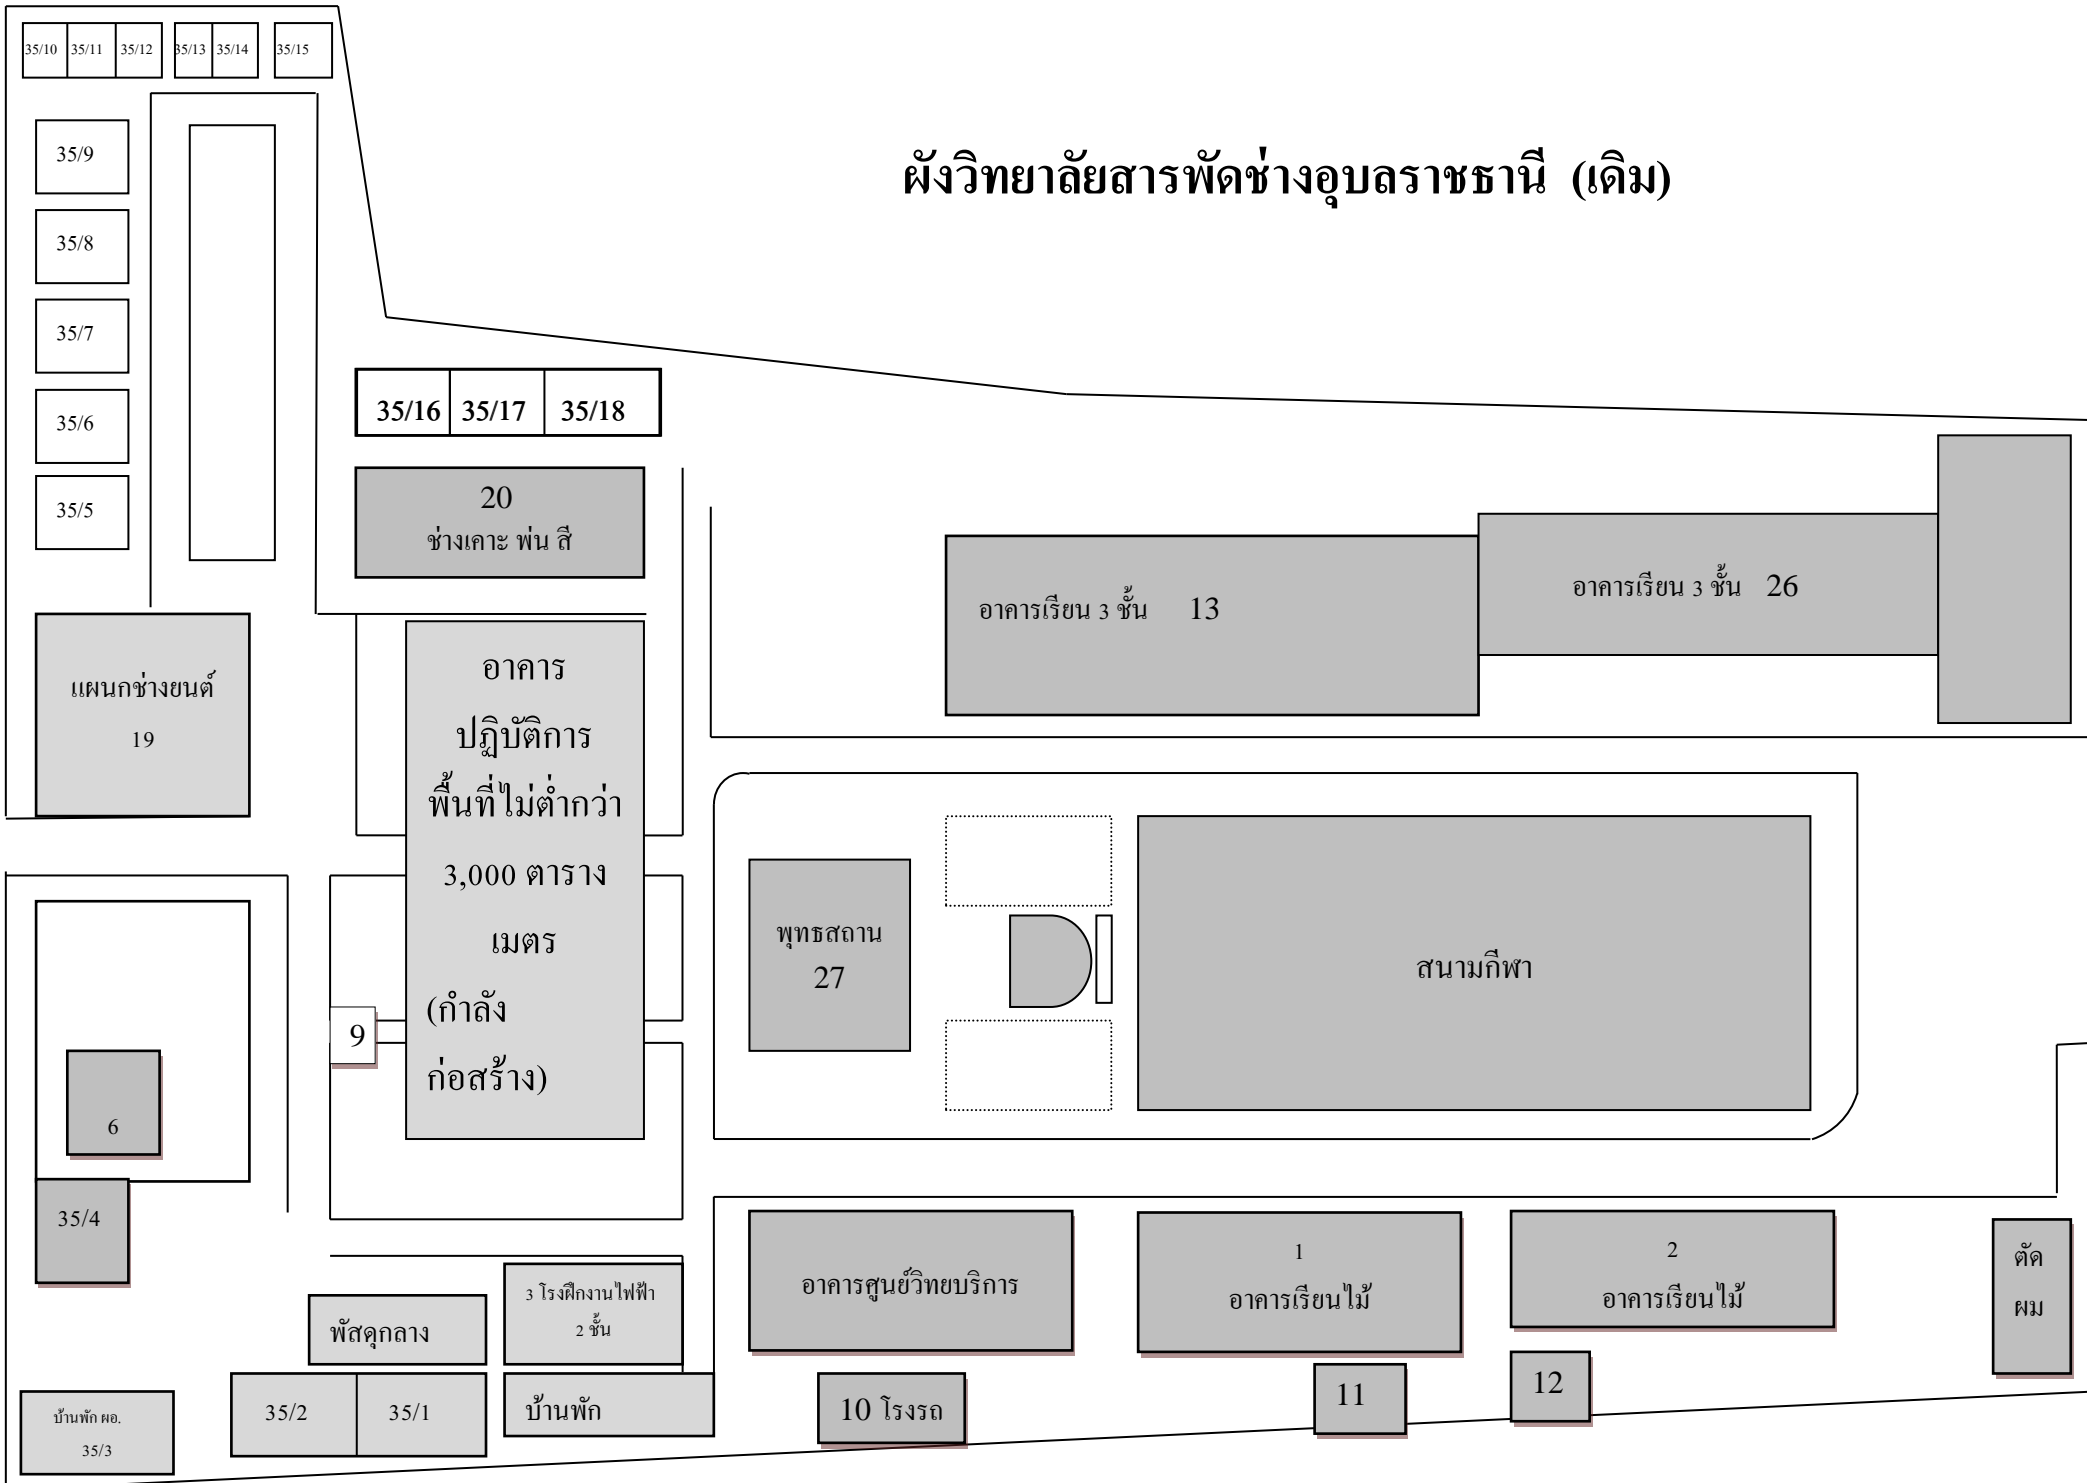 35/10 35/11 35/12 35/13 35/14 35/15
ผังวิทยาลัยสารพัดช่างอุบลราชธานี (เดิม)
35/9
35/8
35/7
35/6
35/5
35/16 35/17 35/18
20
ช่างเคาะ พ่น สี
อาคารเรียน 3 ชั้น 13
อาคารเรียน 3 ชั้น 26
แผนกช่างยนต์
19
อาคาร
ปฏิบัติการ
พื้นที่ไม่ต่ำกว่า
3,000 ตาราง
เมตร
(กำลัง
ก่อสร้าง)
พุทธสถาน
27
สนามกีฬา
9
6
35/4
3 โรงฝึกงานไฟฟ้า
2 ชั้น
พัสดุกลาง
อาคารศูนย์วิทยบริการ
1
อาคารเรียนไม้
2
อาคารเรียนไม้
ตัด
ผม
บ้านพัก ผอ.
35/3
35/2 35/1
บ้านพัก
10 โรงรถ
11
12